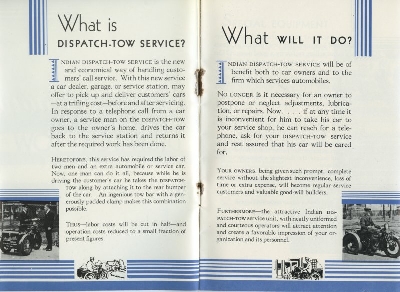 What is
DISPATCH-TOW SERVICE?
INDIAN DISPATCH-TOW SERVICE is the new
and economical way of handling custo-
mers' call service. With this new service
a car dealer, garage, or service station, may
offer to pick up and deliver customers' cars
—at a trifling cost—before and after servicing.
In response to a telephone call from a car
owner, a service man on the DISPATCH-TOW
goes to the owner's home, drives the car
back to the service station and returns it
after the required work has been done.
HERETOFORE, this service has required the labor of
two men and an extra automobile or service car.
Now, one man can do it all, because while he is
driving the customer's car he takes the DISPATCH-
tow along by attaching it to the rear bumper
of the car. An ingenious tow bar with a gen-
erously padded clamp makes this combination
possible.
THUS—labor costs will be cut in half—and
operation costs reduced to a small fraction of
present figures
What WILL IT DO?
INDIAN DISPATCH-TOW SERVICE will be of
benefit both to car owners and to the
firm which services automobiles.
NO LONGER is it necessary for an owner to
postpone or neglect adjustments, lubrica-
tion, or repairs. Now . . . if at any time it
is inconvenient for him to take his car to
your service shop, he can reach for a tele-
phone, ask for your DISPATCH-TOW service
and rest assured that his car will be cared
for.
YOUR OWNERS, being given such prompt, complete
service without the slightest inconvenience, loss of
time or extra expense, will become regular service
customers and valuable good-will builders.
FURTHERMORE—the attractive Indian DIS-
PATCH-TOW service unit, with neatly uniformed
and courteous operators will attract attention
and create a favorable impression of your or-
ganization and its personnel.